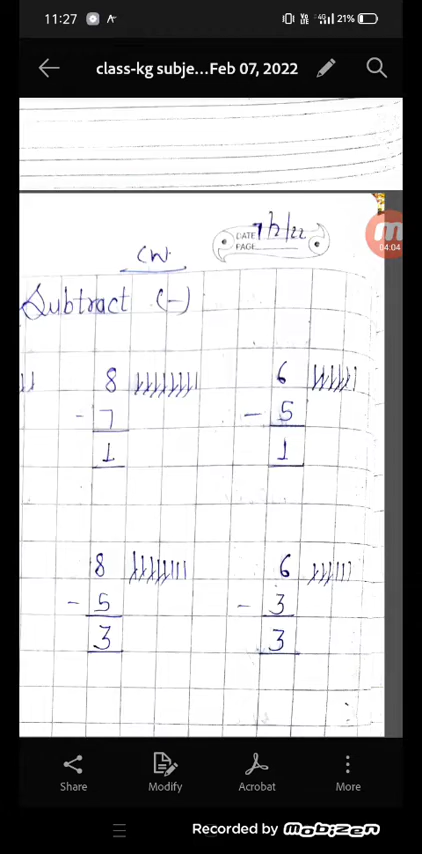 11:27 21%
class-kg subje...Feb 07, 2022
DATE 7/2/22
PAGE
CW.
04:04
Subtract (-)
8 6
- 7 - 5
1 1
8 6
- 5 - 3
3 3
Share Modify Acrobat More
Recorded by mobizen